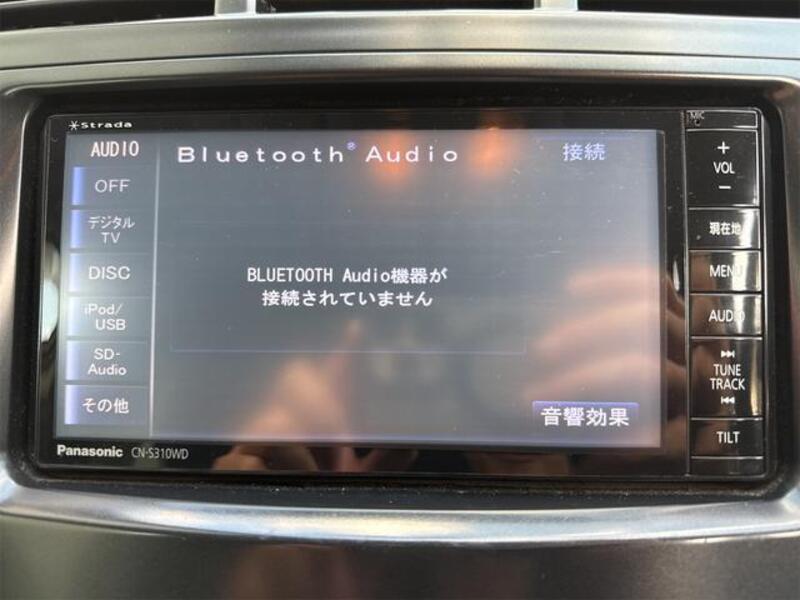 Strada
AUDIO
Bluetooth® Audio
接続
OFF
デジタル
TV
DISC
iPod/
USB
SD-
Audio
その他
BLUETOOTH Audio機器が
接続されていません
音響効果
Panasonic CN-S310WD
MIC
+
VOL
−
現在地
MENU
AUDIO
⏭
TUNE
TRACK
⏮
TILT